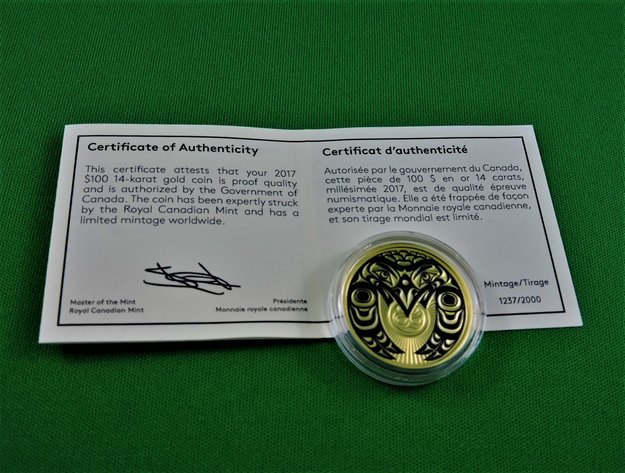 Certificate of Authenticity
This certificate attests that your 2017
$100 14-karat gold coin is proof quality
and is authorized by the Government of
Canada. The coin has been expertly struck
by the Royal Canadian Mint and has a
limited mintage worldwide.
Master of the Mint
Royal Canadian Mint
Présidente
Monnaie royale canadienne
Certificat d'authenticité
Autorisée par le gouvernement du Canada,
cette pièce de 100 $ en or 14 carats,
millésimée 2017, est de qualité épreuve
numismatique. Elle a été frappée de façon
experte par la Monnaie royale canadienne,
et son tirage mondial est limité.
Mintage/Tirage
1237/2000